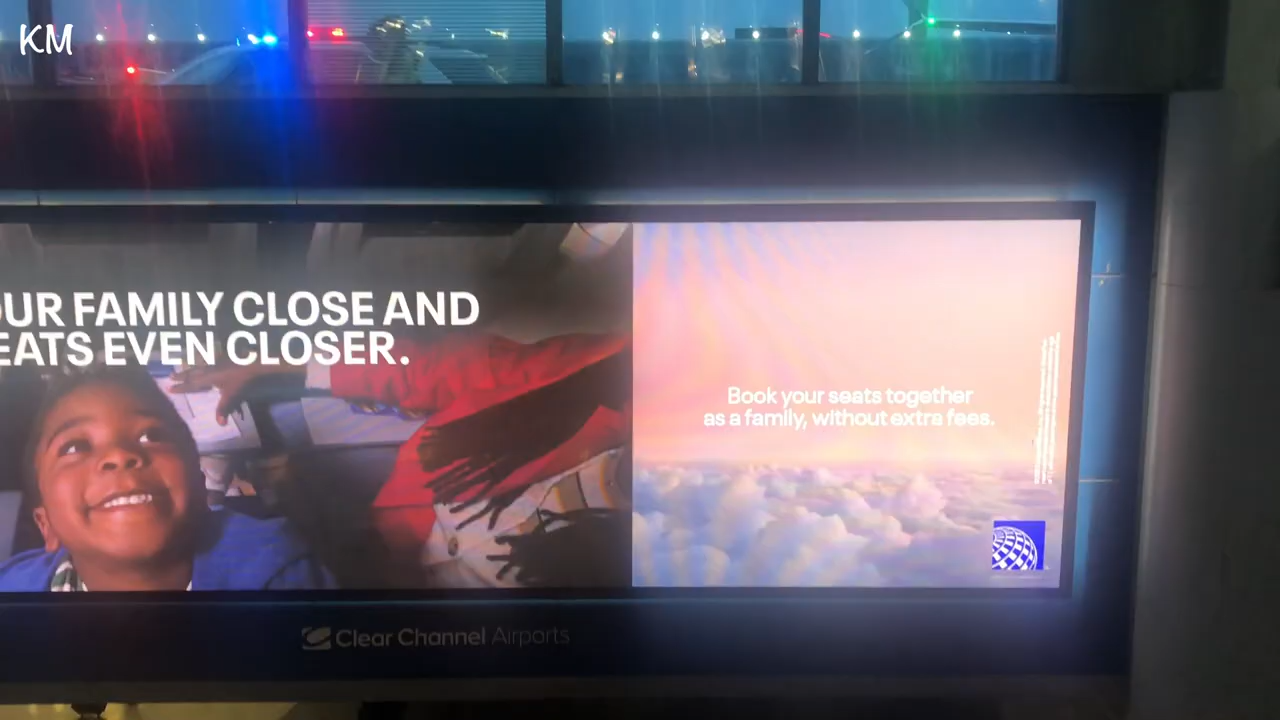 KM
OUR FAMILY CLOSE AND
EATS EVEN CLOSER.
Book your seats together
as a family, without extra fees.
Clear Channel Airports